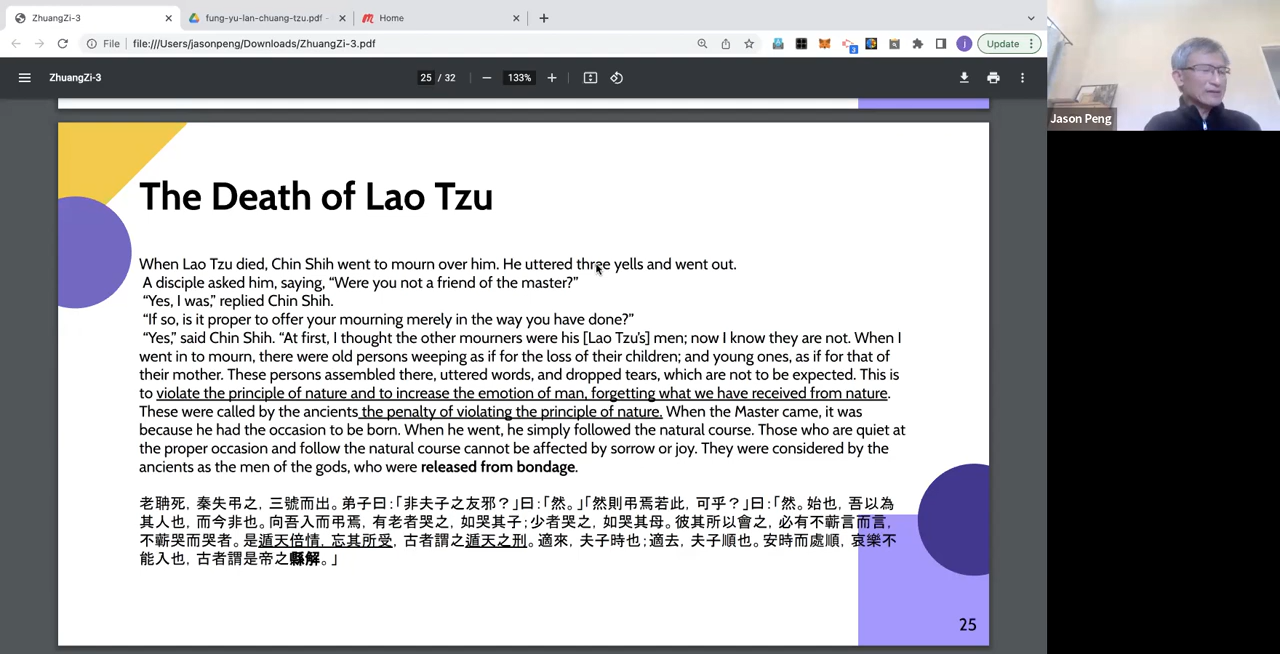 ZhuangZi-3
fung-yu-lan-chuang-tzu.pdf -
Home
File
file:///Users/jasonpeng/Downloads/ZhuangZi-3.pdf
3
j
Update
ZhuangZi-3
25 / 32
133%
Jason Peng
The Death of Lao Tzu
When Lao Tzu died, Chin Shih went to mourn over him. He uttered three yells and went out.
A disciple asked him, saying, “Were you not a friend of the master?”
“Yes, I was,” replied Chin Shih.
“If so, is it proper to offer your mourning merely in the way you have done?”
“Yes,” said Chin Shih. “At first, I thought the other mourners were his [Lao Tzu’s] men; now I know they are not. When I
went in to mourn, there were old persons weeping as if for the loss of their children; and young ones, as if for that of
their mother. These persons assembled there, uttered words, and dropped tears, which are not to be expected. This is
to violate the principle of nature and to increase the emotion of man, forgetting what we have received from nature.
These were called by the ancients the penalty of violating the principle of nature. When the Master came, it was
because he had the occasion to be born. When he went, he simply followed the natural course. Those who are quiet at
the proper occasion and follow the natural course cannot be affected by sorrow or joy. They were considered by the
ancients as the men of the gods, who were released from bondage.
老聃死，秦失弔之，三號而出。弟子曰：「非夫子之友邪？」曰：「然。」「然則弔焉若此，可乎？」曰：「然。始也，吾以為
其人也，而今非也。向吾入而弔焉，有老者哭之，如哭其子；少者哭之，如哭其母。彼其所以會之，必有不蘄言而言，
不蘄哭而哭者。是遁天倍情，忘其所受，古者謂之遁天之刑。適來，夫子時也；適去，夫子順也。安時而處順，哀樂不
能入也，古者謂是帝之縣解。」
25